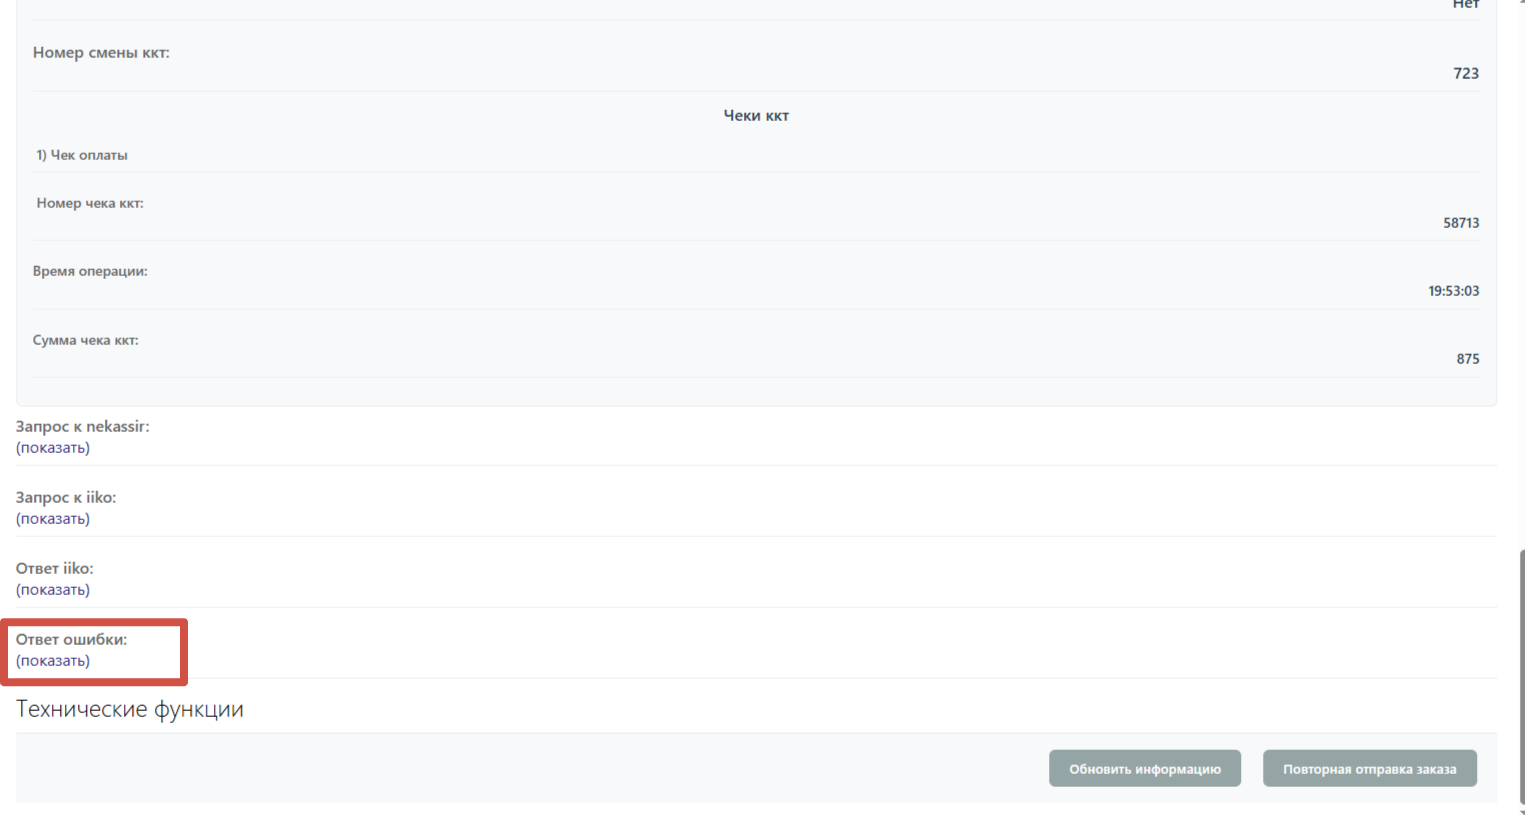 Нет
Номер смены ккт:
723
Чеки ккт
1) Чек оплаты
Номер чека ккт:
58713
Время операции:
19:53:03
Сумма чека ккт:
875
Запрос к nekassir:
(показать)
Запрос к iiko:
(показать)
Ответ iiko:
(показать)
Ответ ошибки:
(показать)
Технические функции
Обновить информацию
Повторная отправка заказа